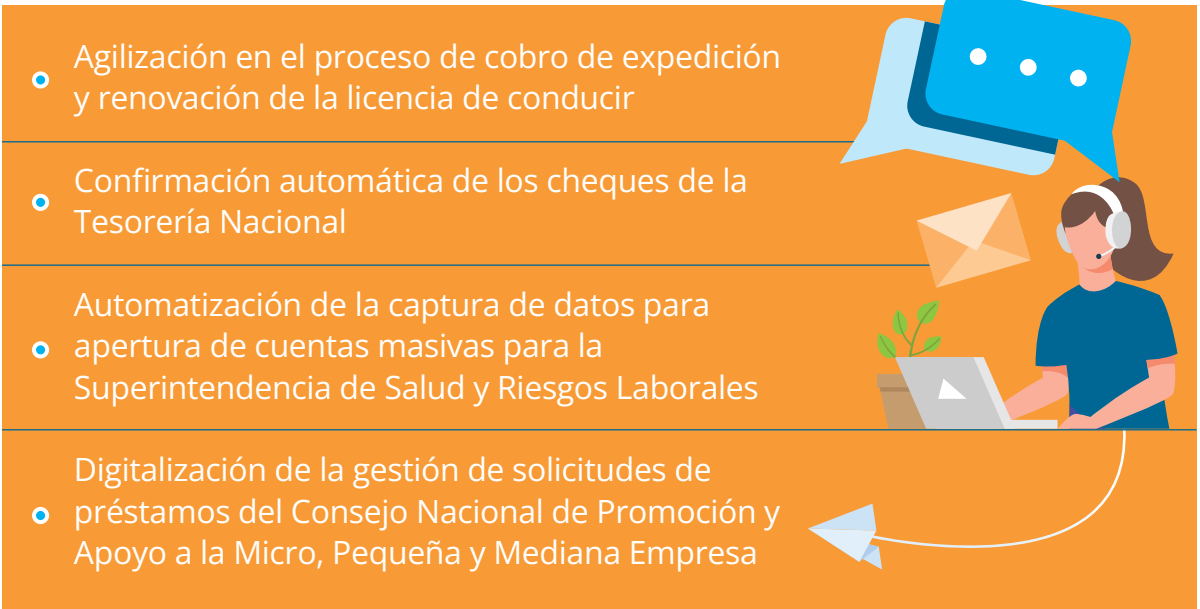 Agilización en el proceso de cobro de expedición
y renovación de la licencia de conducir
Confirmación automática de los cheques de la
Tesorería Nacional
Automatización de la captura de datos para
apertura de cuentas masivas para la
Superintendencia de Salud y Riesgos Laborales
Digitalización de la gestión de solicitudes de
préstamos del Consejo Nacional de Promoción y
Apoyo a la Micro, Pequeña y Mediana Empresa